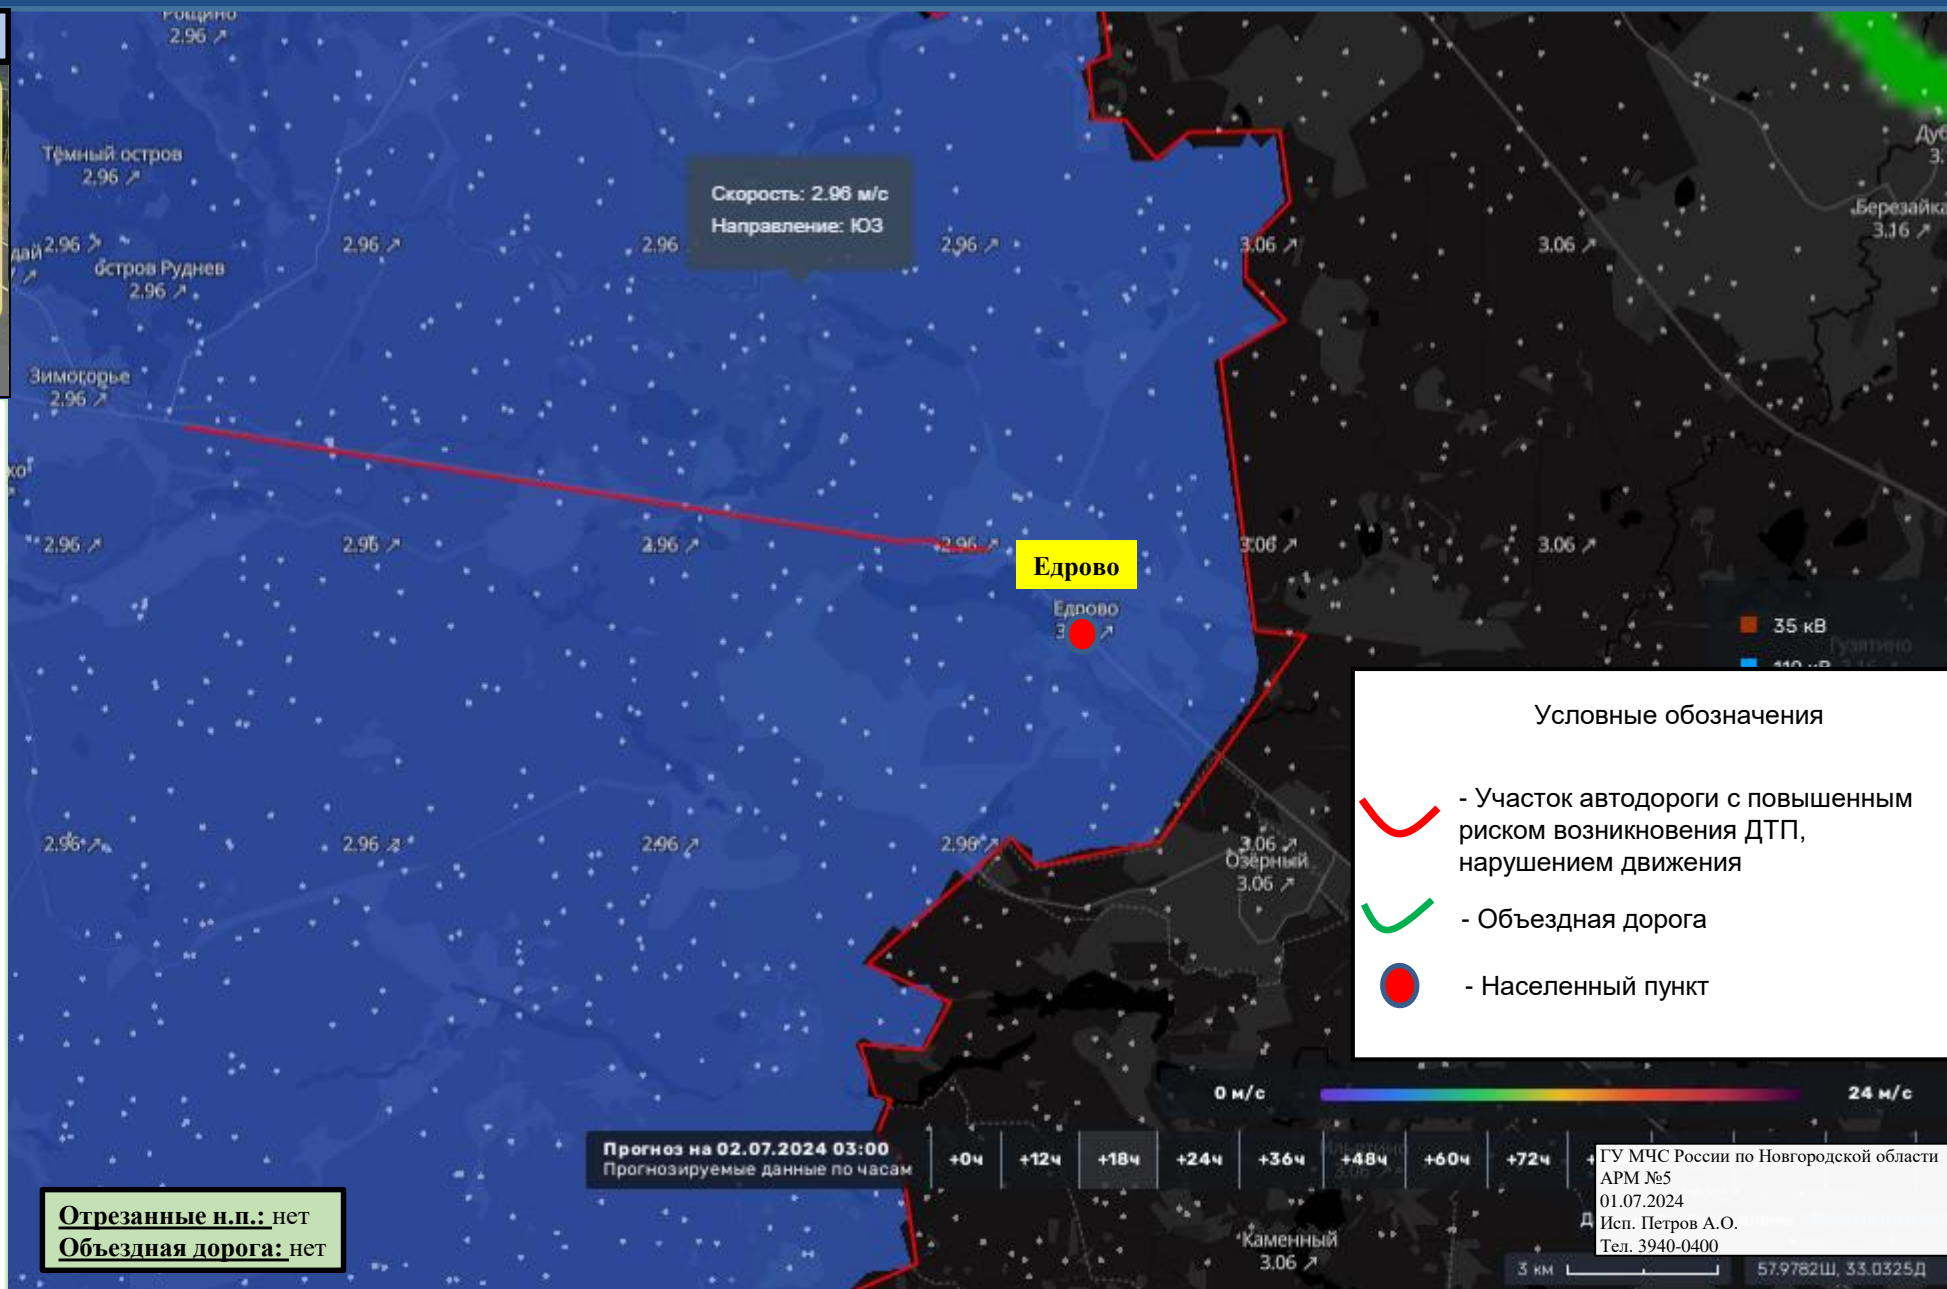 Рощино
2.96
Тёмный остров
2.96
Скорость: 2.96 м/с
Направление: ЮЗ
дай 2.96
2.96
2.96
2.96
3.06
3.06
Березайка
3.16
остров Руднев
2.96
Зимогорье
2.96
2.96
2.96
2.96
2.96
3.06
3.06
Едрово
Едрово
35 кВ
110 кВ
Гузятино
Условные обозначения
- Участок автодороги с повышенным
риском возникновения ДТП,
нарушением движения
- Объездная дорога
- Населенный пункт
2.96
2.96
2.96
2.96
3.06
Озёрный
3.06
0 м/с
24 м/с
Прогноз на 02.07.2024 03:00
Прогнозируемые данные по часам
+0ч +12ч +18ч +24ч +36ч +48ч +60ч +72ч
ГУ МЧС России по Новгородской области
АРМ №5
01.07.2024
Исп. Петров А.О.
Тел. 3940-0400
Отрезанные н.п.: нет
Объездная дорога: нет
Каменный
3.06
3 км
57.9782Ш, 33.0325Д